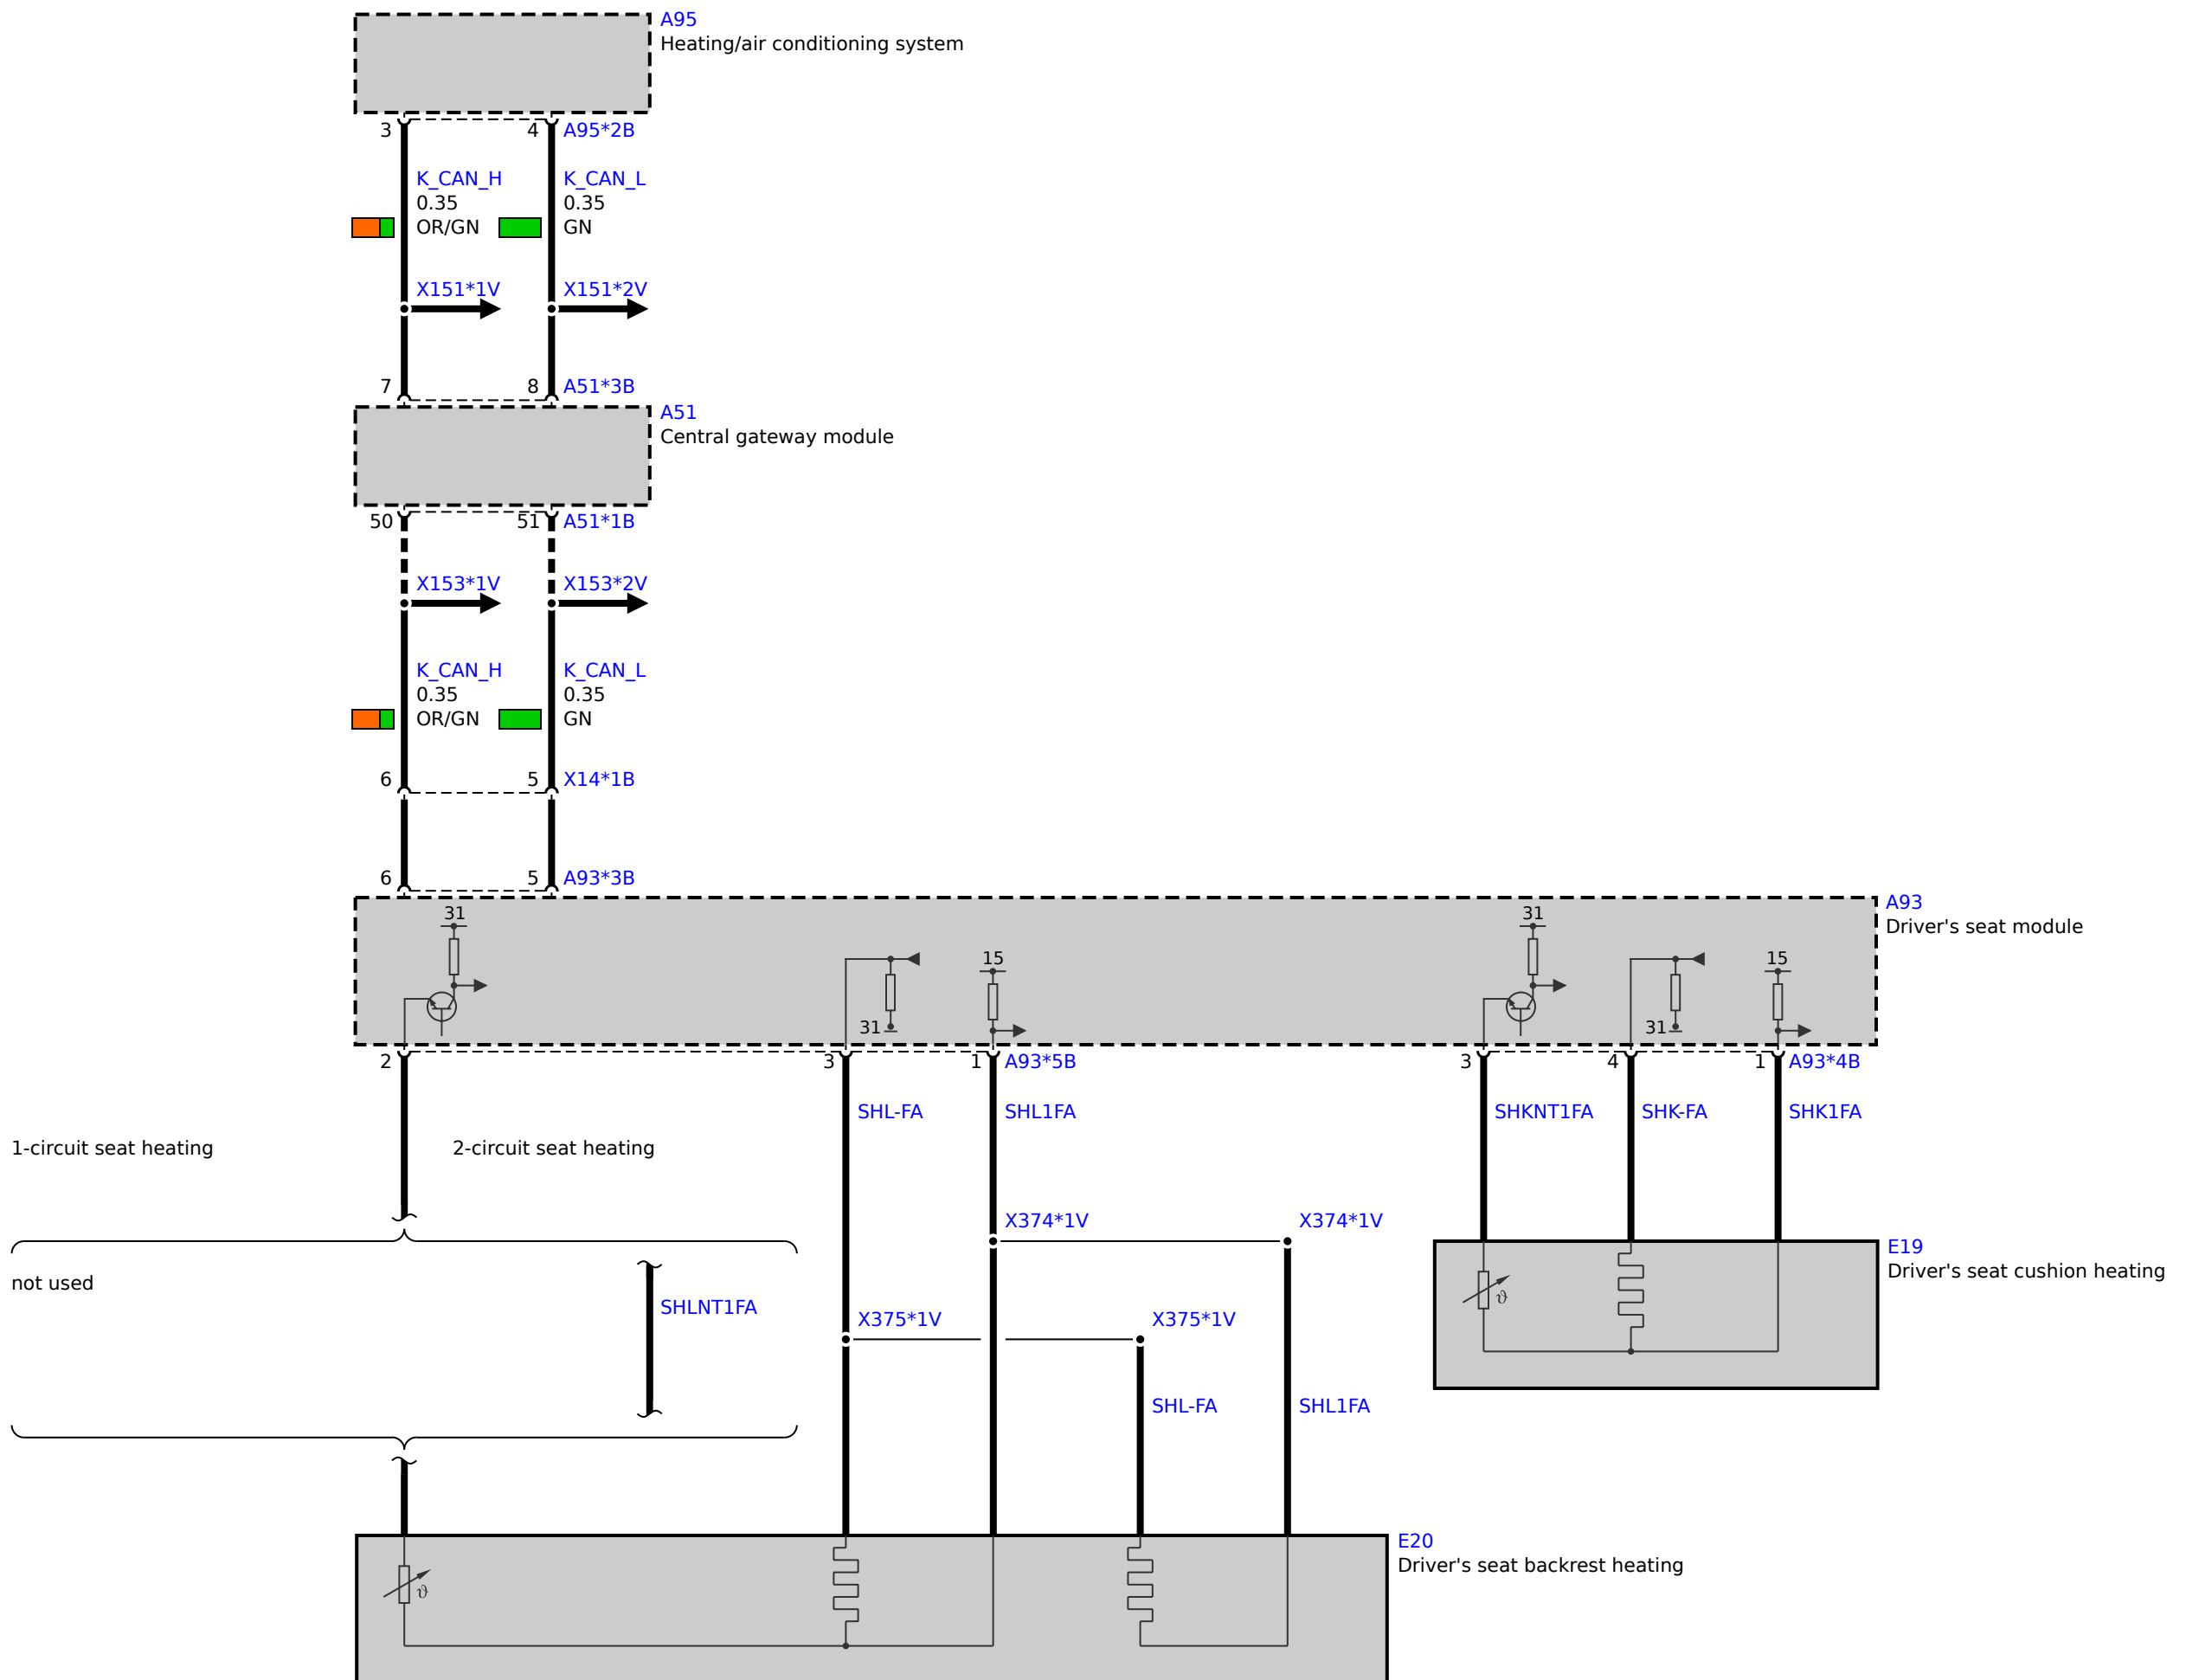 A95
Heating/air conditioning system
3
4
A95*2B
K_CAN_H
0.35
OR/GN
K_CAN_L
0.35
GN
X151*1V
X151*2V
7
8
A51*3B
A51
Central gateway module
50
51
A51*1B
X153*1V
X153*2V
K_CAN_H
0.35
OR/GN
K_CAN_L
0.35
GN
6
5
X14*1B
6
5
A93*3B
A93
Driver's seat module
31
31
15
31
31
15
2
3
1
A93*5B
3
4
1
A93*4B
SHL-FA
SHL1FA
SHKNT1FA
SHK-FA
SHK1FA
1-circuit seat heating
2-circuit seat heating
X374*1V
X374*1V
E19
Driver's seat cushion heating
not used
ϑ
SHLNT1FA
X375*1V
X375*1V
SHL-FA
SHL1FA
E20
Driver's seat backrest heating
ϑ